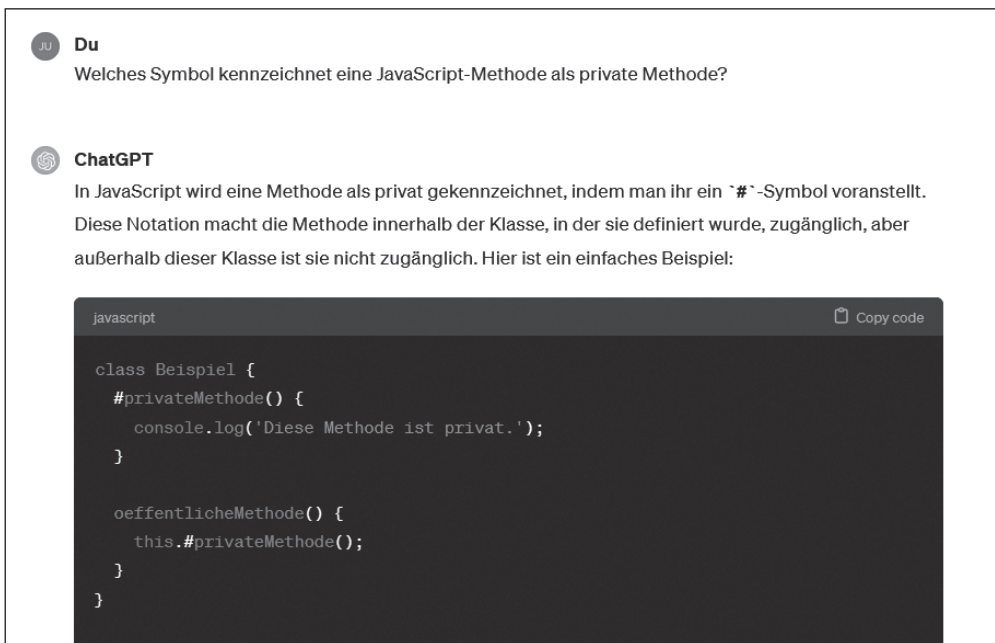 JU Du
Welches Symbol kennzeichnet eine JavaScript-Methode als private Methode?
ChatGPT
In JavaScript wird eine Methode als privat gekennzeichnet, indem man ihr ein `#`-Symbol voranstellt.
Diese Notation macht die Methode innerhalb der Klasse, in der sie definiert wurde, zugänglich, aber
außerhalb dieser Klasse ist sie nicht zugänglich. Hier ist ein einfaches Beispiel:
javascript Copy code
class Beispiel {
  #privateMethode() {
    console.log('Diese Methode ist privat.');
  }

  oeffentlicheMethode() {
    this.#privateMethode();
  }
}